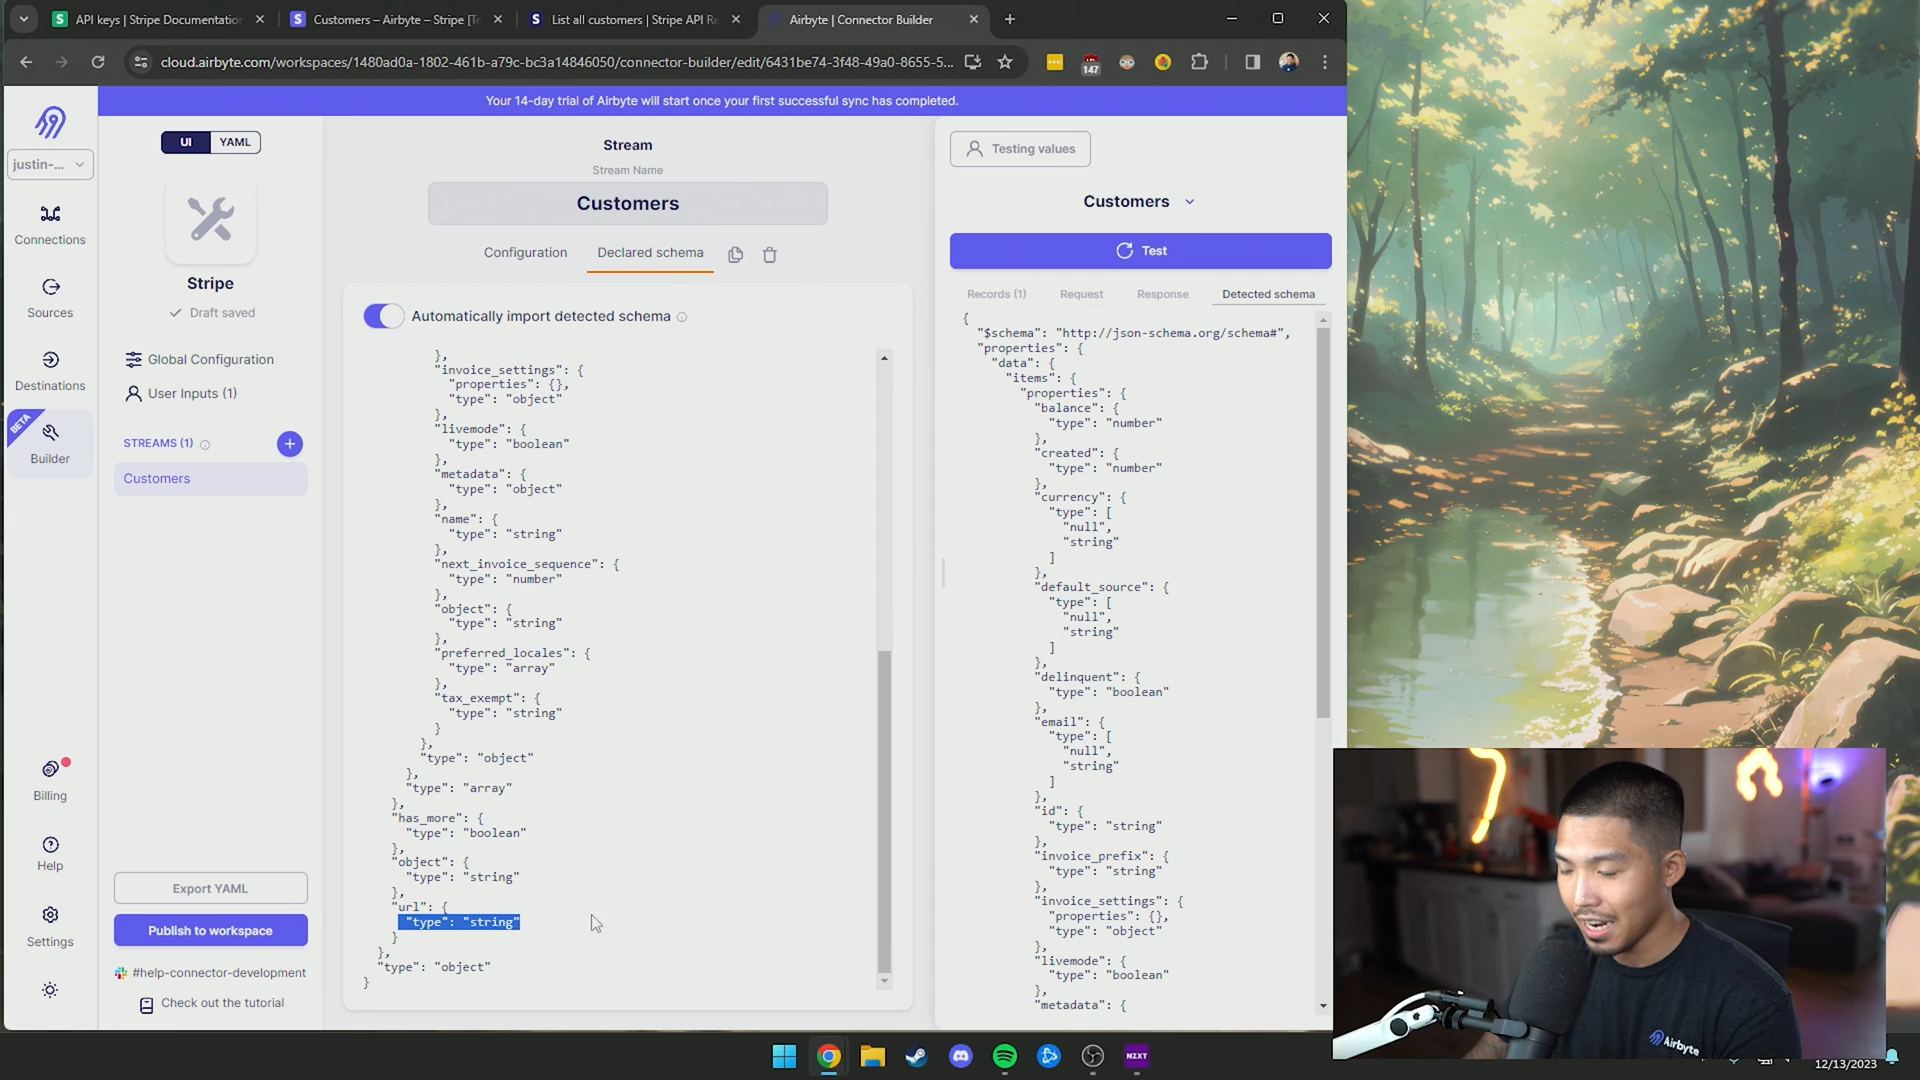 API keys | Stripe Documentation
Customers – Airbyte – Stripe [Te
List all customers | Stripe API Re
Airbyte | Connector Builder
cloud.airbyte.com/workspaces/1480ad0a-1802-461b-a79c-bc3a14846050/connector-builder/edit/6431be74-3f48-49a0-8655-5...
147
Your 14-day trial of Airbyte will start once your first successful sync has completed.
justin-...
Connections
Sources
Destinations
BETA
Builder
Billing
Help
Settings
UI
YAML
Stripe
Draft saved
Global Configuration
User Inputs (1)
STREAMS (1)
Customers
Export YAML
Publish to workspace
#help-connector-development
Check out the tutorial
Stream
Stream Name
Customers
Configuration
Declared schema
Automatically import detected schema
},
"invoice_settings": {
"properties": {},
"type": "object"
},
"livemode": {
"type": "boolean"
},
"metadata": {
"type": "object"
},
"name": {
"type": "string"
},
"next_invoice_sequence": {
"type": "number"
},
"object": {
"type": "string"
},
"preferred_locales": {
"type": "array"
},
"tax_exempt": {
"type": "string"
}
},
"type": "object"
},
"type": "array"
},
"has_more": {
"type": "boolean"
},
"object": {
"type": "string"
},
"url": {
"type": "string"
}
},
"type": "object"
}
Testing values
Customers
Test
Records (1)
Request
Response
Detected schema
{
"$schema": "http://json-schema.org/schema#",
"properties": {
"data": {
"items": {
"properties": {
"balance": {
"type": "number"
},
"created": {
"type": "number"
},
"currency": {
"type": [
"null",
"string"
]
},
"default_source": {
"type": [
"null",
"string"
]
},
"delinquent": {
"type": "boolean"
},
"email": {
"type": [
"null",
"string"
]
},
"id": {
"type": "string"
},
"invoice_prefix": {
"type": "string"
},
"invoice_settings": {
"properties": {},
"type": "object"
},
"livemode": {
"type": "boolean"
},
"metadata": {
Airbyte
NZXT
12/13/2023